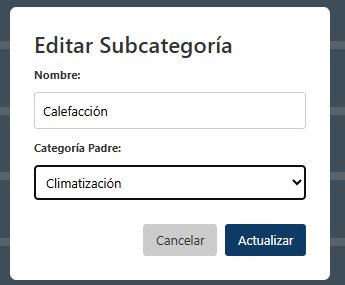 Editar Subcategoría
Nombre:
Calefacción
Categoría Padre:
Climatización
Cancelar
Actualizar